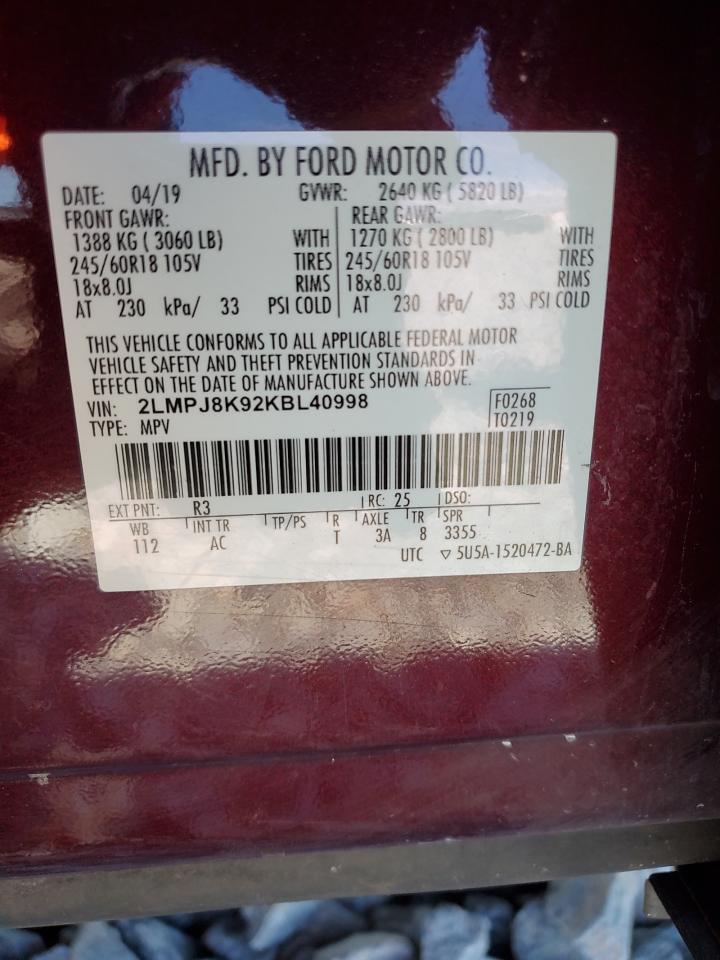 MFD. BY FORD MOTOR CO.
DATE: 04/19 GVWR: 2640 KG ( 5820 LB)
FRONT GAWR: REAR GAWR:
1388 KG ( 3060 LB) WITH 1270 KG ( 2800 LB) WITH
245/60R18 105V TIRES 245/60R18 105V TIRES
18x8.0J RIMS 18x8.0J RIMS
AT 230 kPa/ 33 PSI COLD AT 230 kPa/ 33 PSI COLD
THIS VEHICLE CONFORMS TO ALL APPLICABLE FEDERAL MOTOR
VEHICLE SAFETY AND THEFT PREVENTION STANDARDS IN
EFFECT ON THE DATE OF MANUFACTURE SHOWN ABOVE.
VIN: 2LMPJ8K92KBL40998 F0268
TYPE: MPV T0219
EXT PNT: R3 RC: 25 DSO:
WB INT TR TP/PS R AXLE TR SPR
112 AC T 3A 8 3355
UTC ▽ 5U5A-1520472-BA